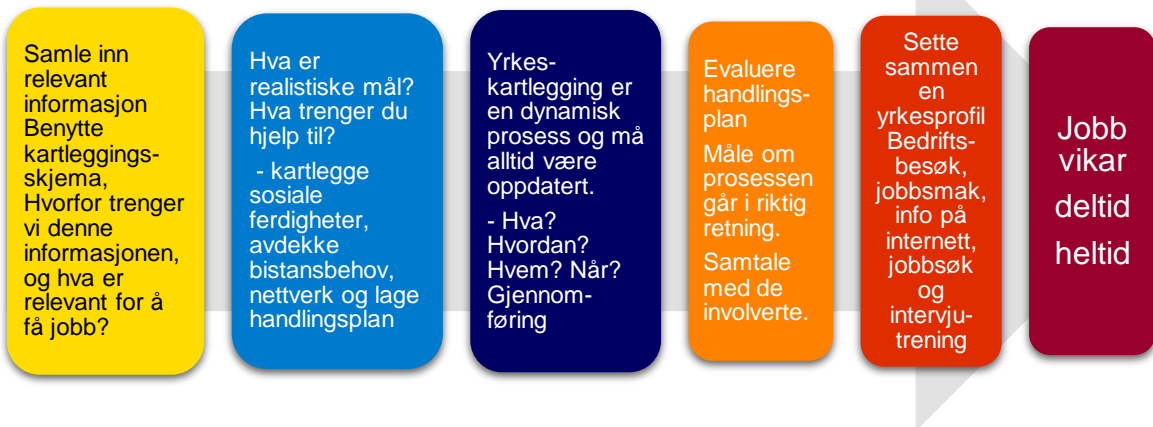 Samle inn
relevant
informasjon
Benytte
kartleggings-
skjema,
Hvorfor trenger
vi denne
informasjonen,
og hva er
relevant for å
få jobb?
Hva er
realistiske mål?
Hva trenger du
hjelp til?
- kartlegge
sosiale
ferdigheter,
avdekke
bistansbehov,
nettverk og lage
handlingsplan
Yrkes-
kartlegging er
en dynamisk
prosess og må
alltid være
oppdatert.
- Hva?
Hvordan?
Hvem? Når?
Gjennom-
føring
Evaluere
handlings-
plan
Måle om
prosessen
går i riktig
retning.
Samtale
med de
involverte.
Sette
sammen
en
yrkesprofil
Bedrifts-
besøk,
jobbsmak,
info på
internett,
jobbsøk
og
intervju-
trening
Jobb
vikar
deltid
heltid